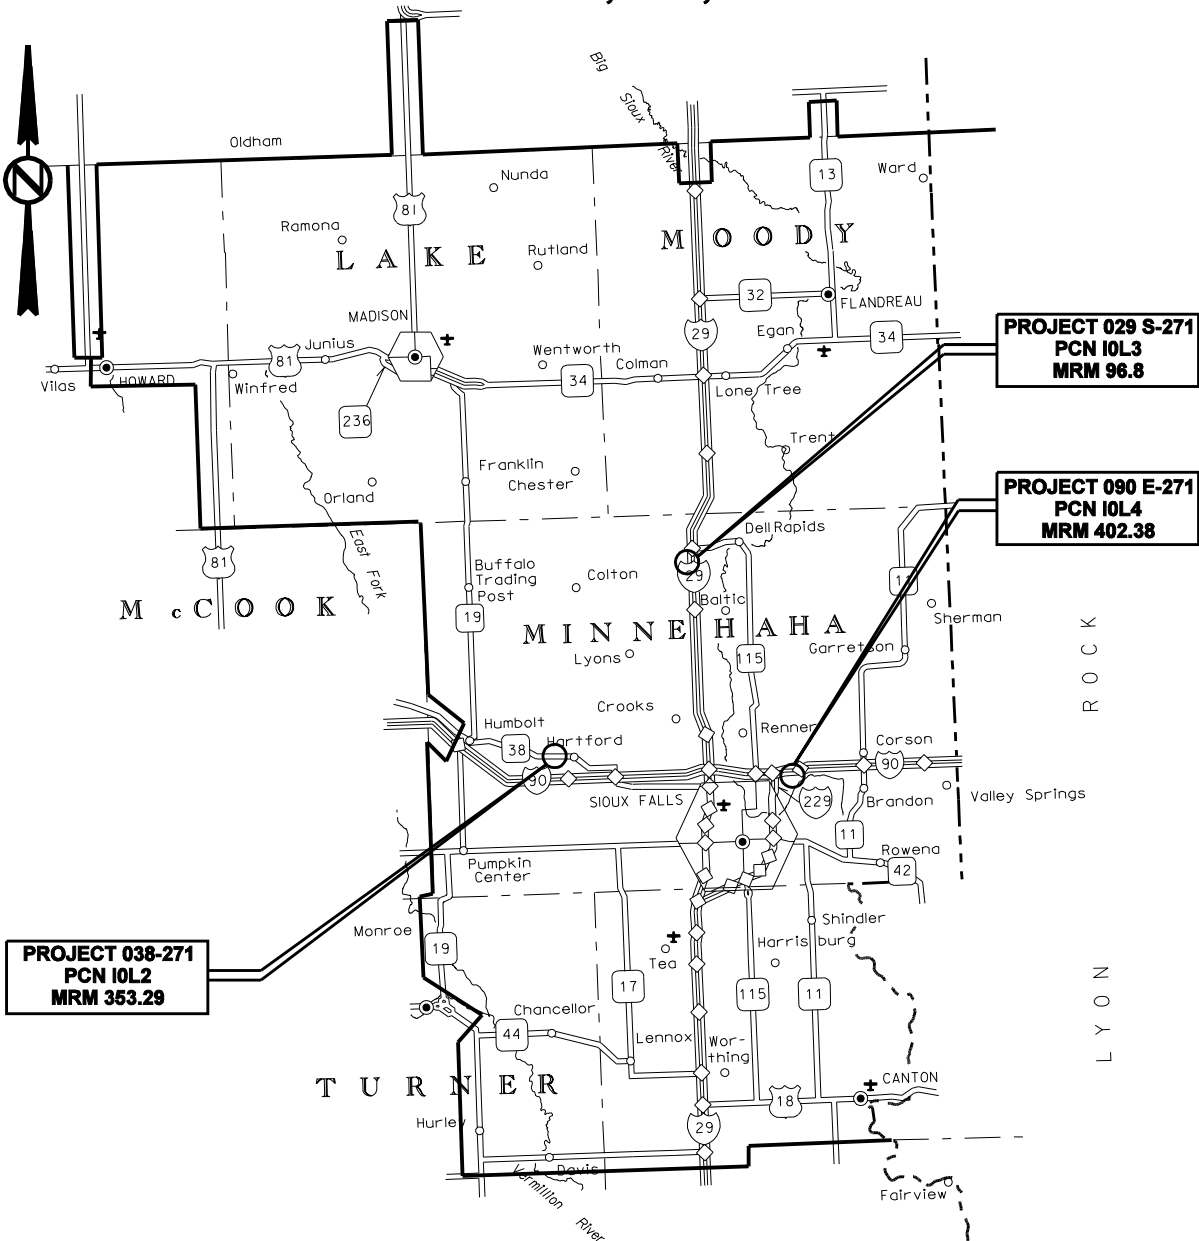 Big
Sioux
River
Oldham
Nunda
13
Ward
81
Ramona
LAKE
Rutland
MOODY
32
FLANDREAU
MADISON
29
Egan
34
PROJECT 029 S-271
PCN I0L3
MRM 96.8
Junius
81
Wentworth
Colman
Vilas
HOWARD
Winfred
34
Lone Tree
236
Trent
Franklin
Chester
Orland
PROJECT 090 E-271
PCN I0L4
MRM 402.38
Dell Rapids
East Fork
81
Buffalo
Trading
Post
Colton
29
11
Baltic
McCOOK
19
Sherman
MINNEHAHA
Garretson
Lyons
115
ROCK
Crooks
Humbolt
Renner
38
Hartford
Corson
90
90
SIOUX FALLS
229
Brandon
Valley Springs
11
Rowena
Pumpkin
Center
42
Monroe
Shindler
19
Harrisburg
Tea
PROJECT 038-271
PCN I0L2
MRM 353.29
17
115
11
LYON
Chancellor
44
Lennox
Wor-
thing
CANTON
TURNER
18
Hurley
29
Davis
Vermillion
River
Fairview